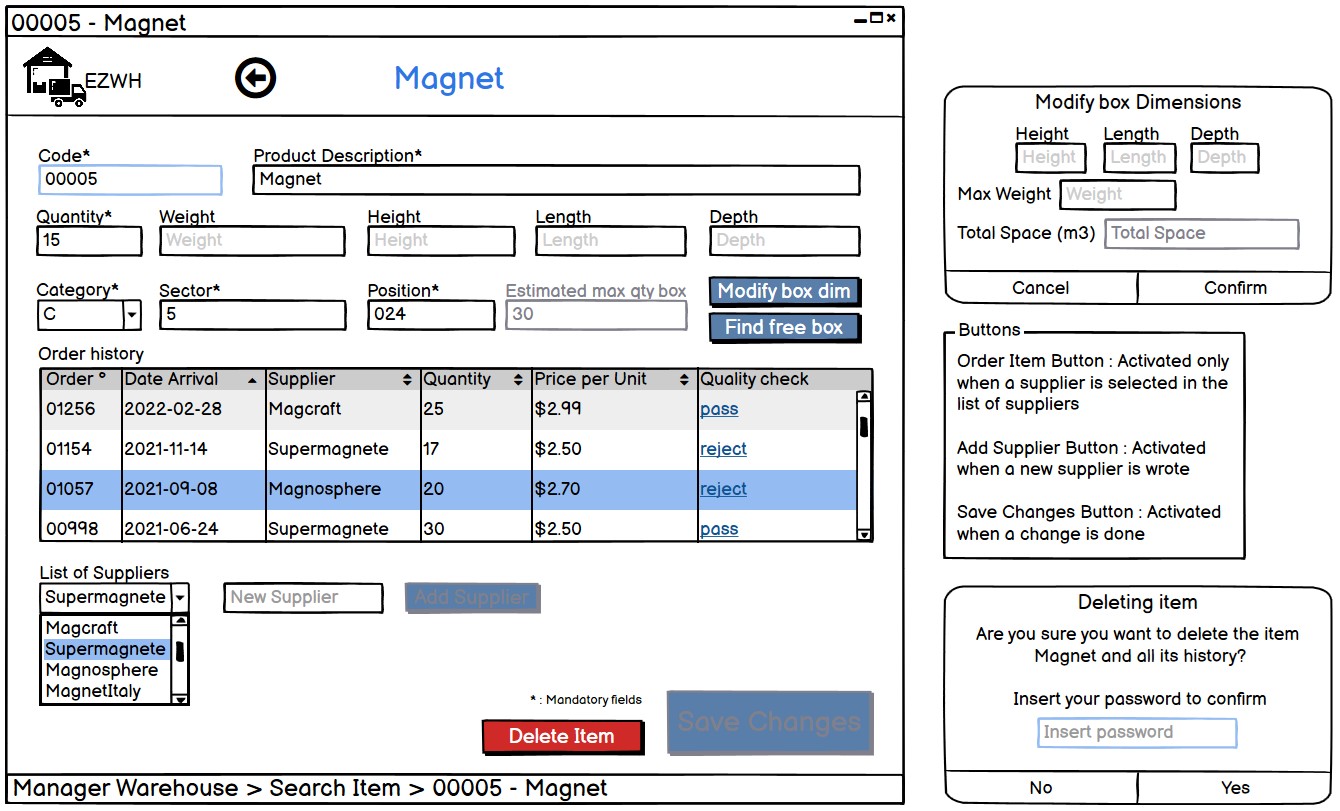 00005 - Magnet
EZWH
Magnet
Code*
00005
Product Description*
Magnet
Quantity*
15
Weight
Weight
Height
Height
Length
Length
Depth
Depth
Category*
C
Sector*
5
Position*
024
Estimated max qty box
30
Modify box dim
Find free box
Order history
Order ° Date Arrival Supplier Quantity Price per Unit Quality check
01256 2022-02-28 Magcraft 25 $2.99 pass
01154 2021-11-14 Supermagnete 17 $2.50 reject
01057 2021-09-08 Magnosphere 20 $2.70 reject
00998 2021-06-24 Supermagnete 30 $2.50 pass
List of Suppliers
Supermagnete
New Supplier
Add Supplier
Magcraft
Supermagnete
Magnosphere
MagnetItaly
* : Mandatory fields
Delete Item
Save Changes
Manager Warehouse > Search Item > 00005 - Magnet
Modify box Dimensions
Height Length Depth
Height Length Depth
Max Weight Weight
Total Space (m3) Total Space
Cancel Confirm
Buttons
Order Item Button : Activated only
when a supplier is selected in the
list of suppliers
Add Supplier Button : Activated
when a new supplier is wrote
Save Changes Button : Activated
when a change is done
Deleting item
Are you sure you want to delete the item
Magnet and all its history?
Insert your password to confirm
Insert password
No Yes